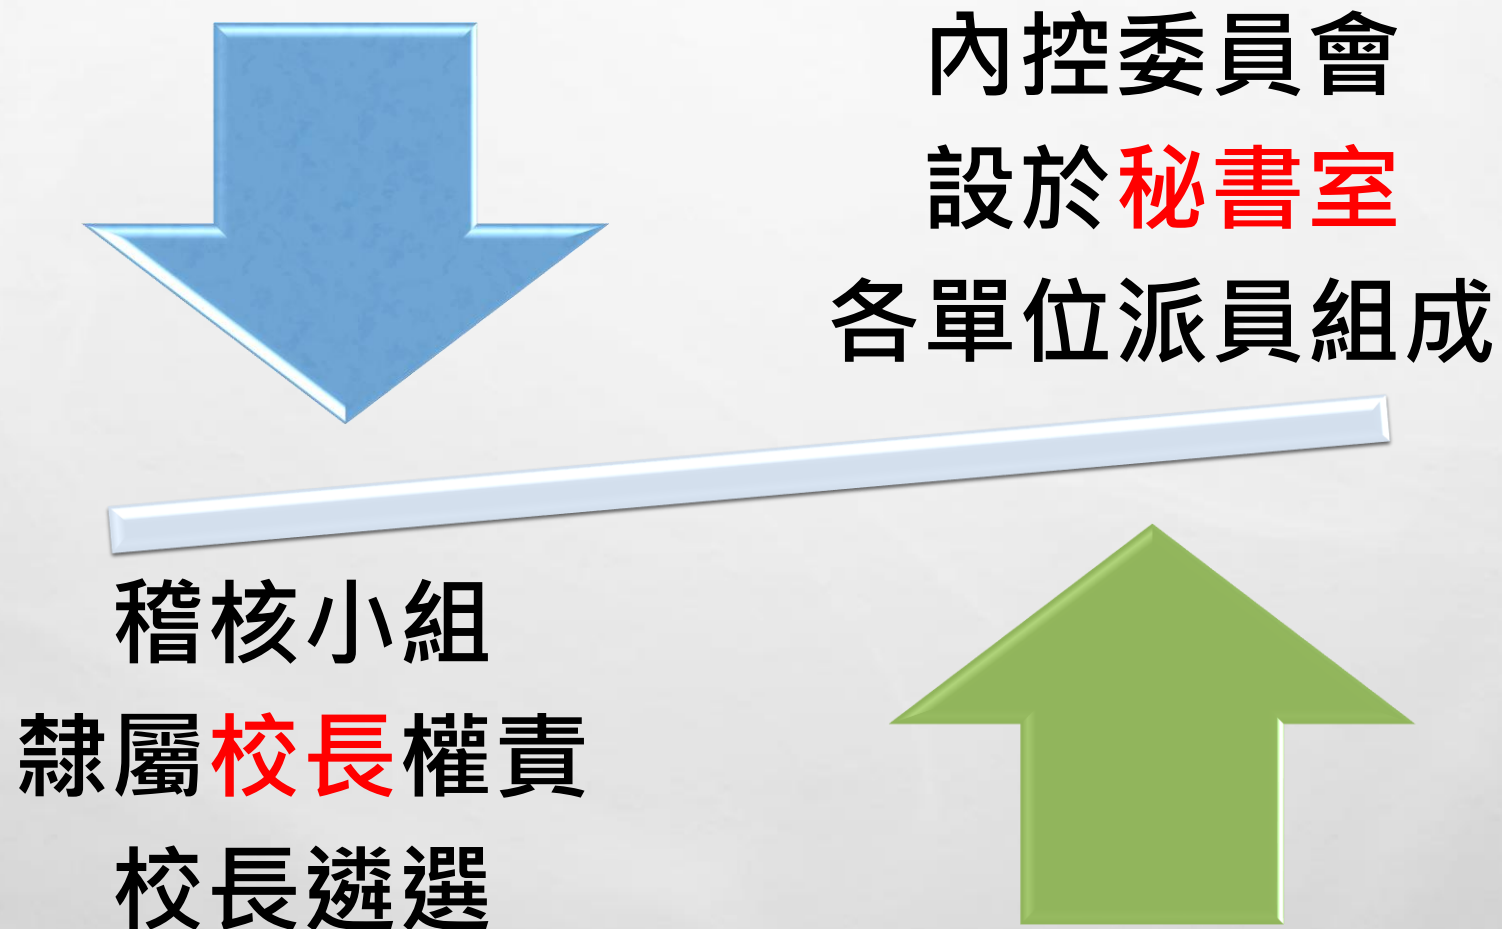 內控委員會
設於秘書室
各單位派員組成
稽核小組
隸屬校長權責
校長遴選